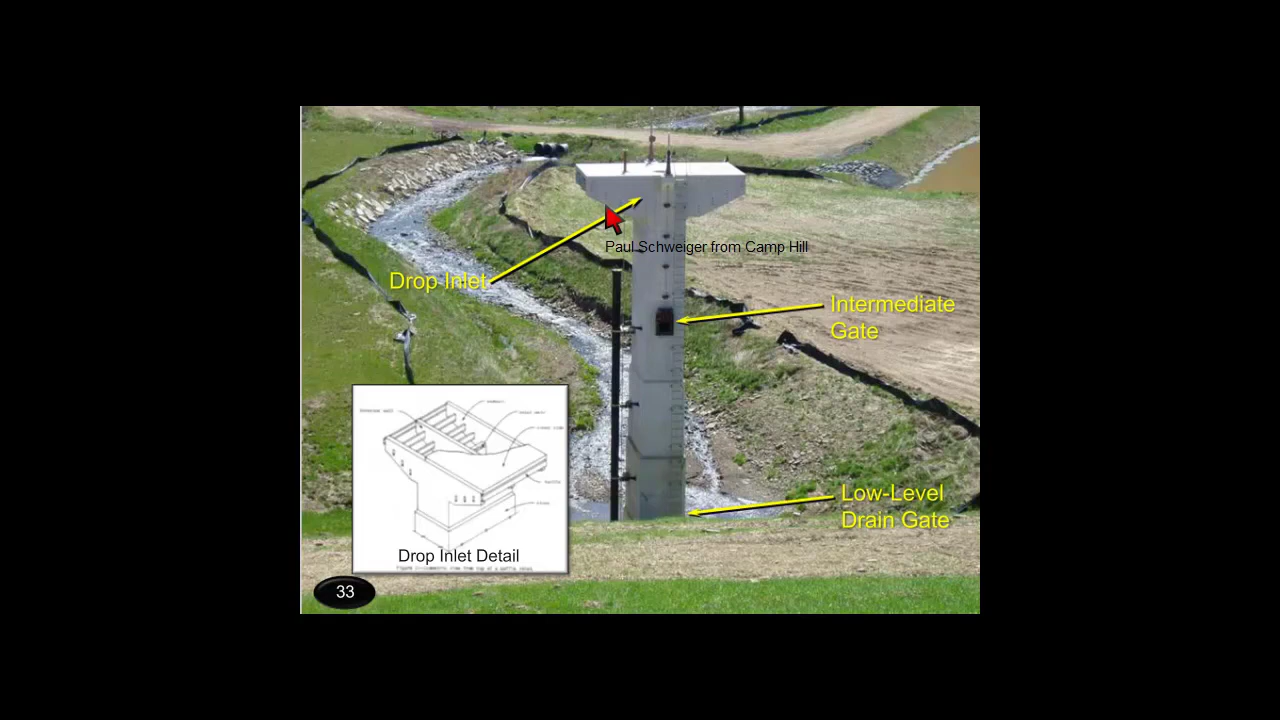 Paul Schweiger from Camp Hill
Drop Inlet
Intermediate
Gate
Low-Level
Drain Gate
Drop Inlet Detail
33